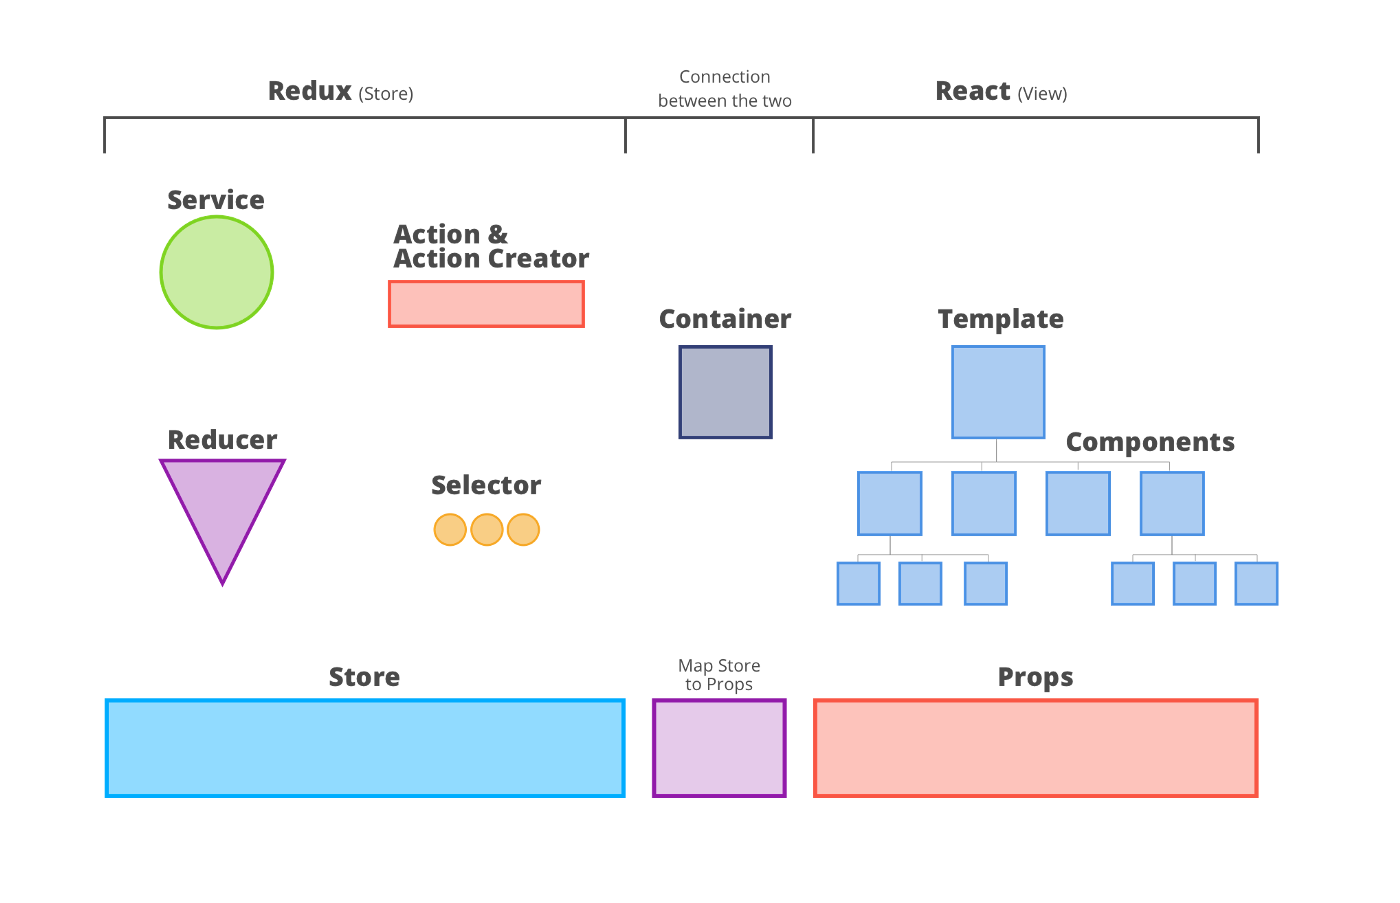 Redux (Store)
Connection
between the two
React (View)
Service
Action &
Action Creator
Container
Template
Components
Reducer
Selector
Store
Map Store
to Props
Props